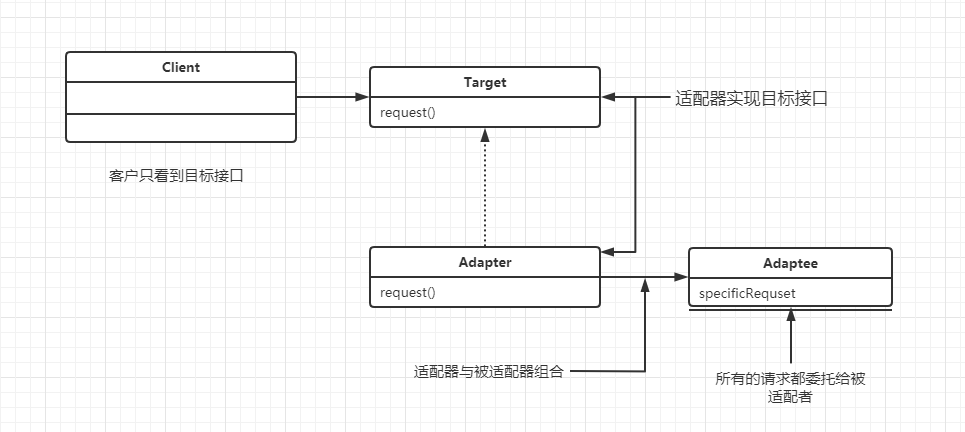 Client
Target
request()
适配器实现目标接口
客户只看到目标接口
Adapter
request()
Adaptee
specificRequset
适配器与被适配器组合
所有的请求都委托给被
适配者